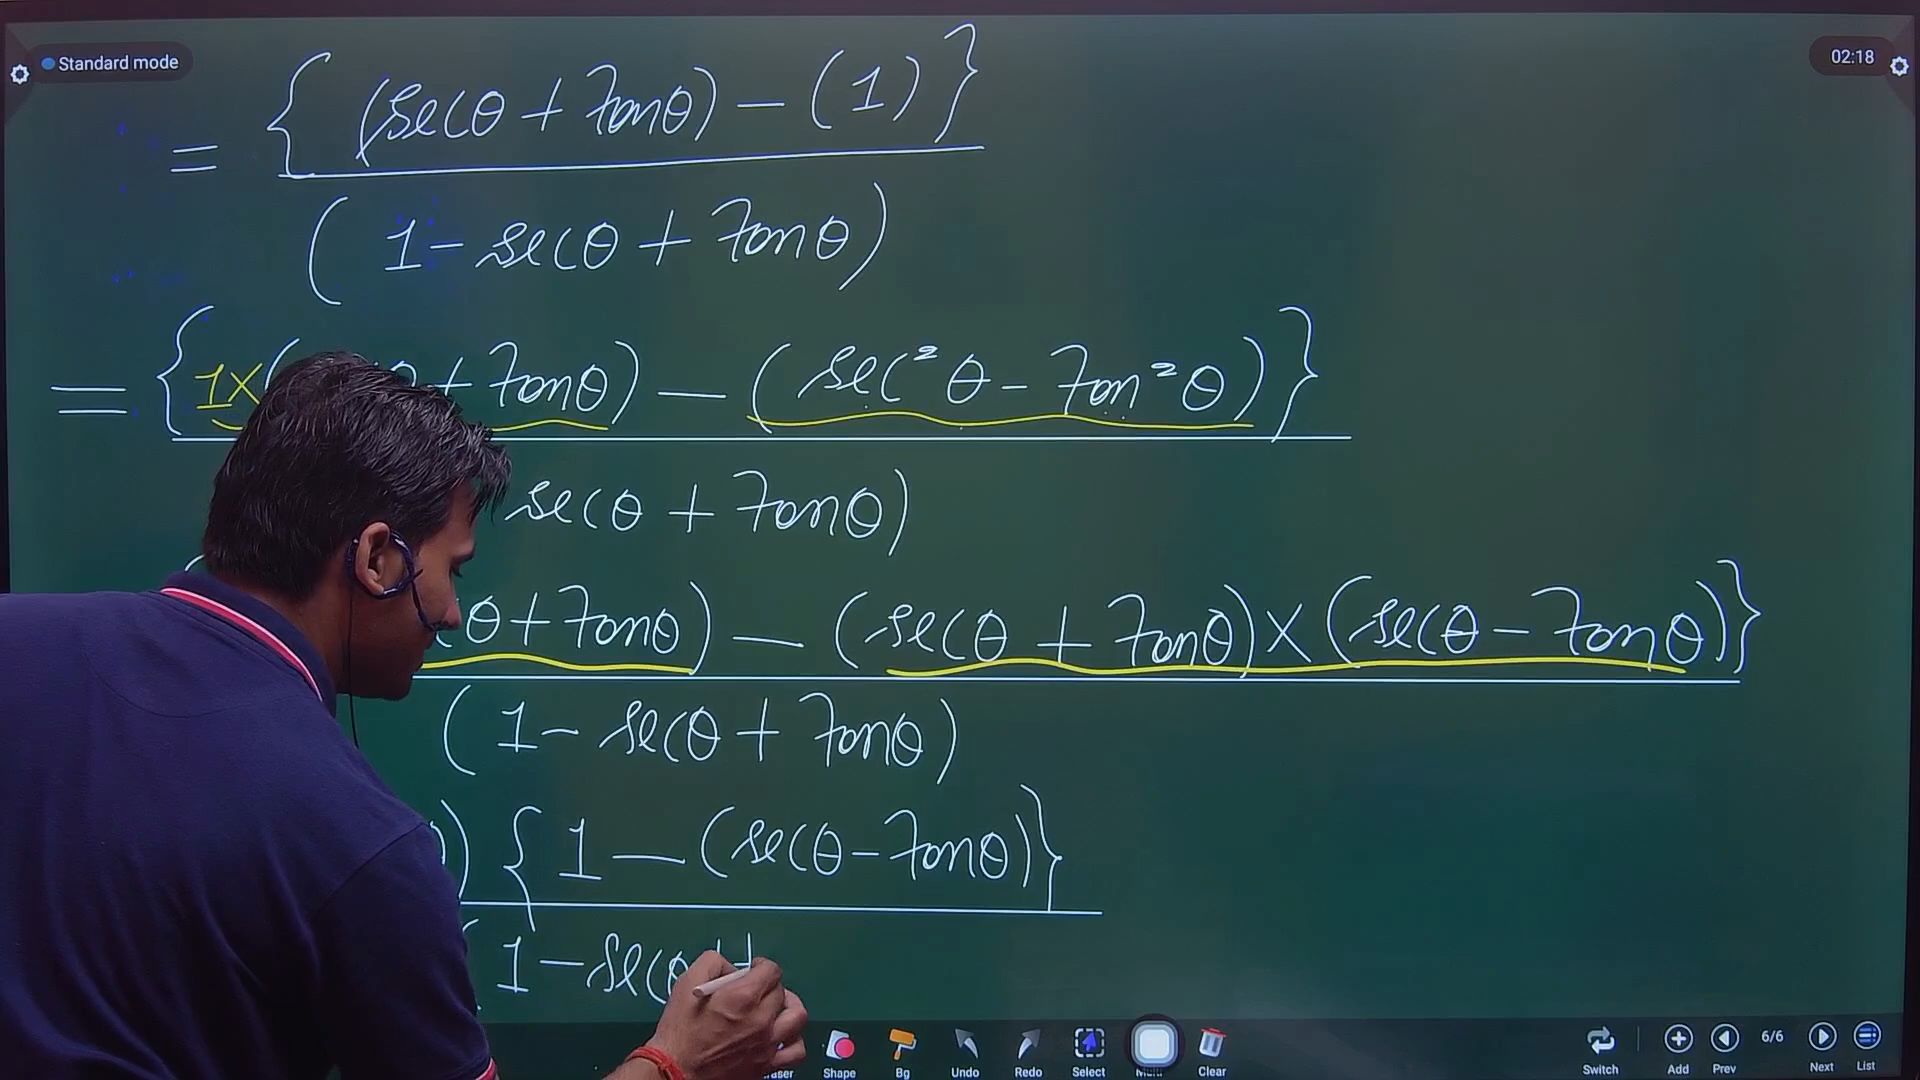 Standard mode
02:18
= {(secθ + Tanθ) - (1)}
(1 - secθ + Tanθ)
= {1×( θ + Tanθ) - (sec²θ - Tan²θ)}
secθ + Tanθ)
θ + Tanθ) - (secθ + Tanθ) × (secθ - Tanθ)}
(1 - secθ + Tanθ)
) {1 - (secθ - Tanθ)}
(1 - secθ +
Shape Bg Undo Redo Select Clear Switch Add Prev 6/6 Next List